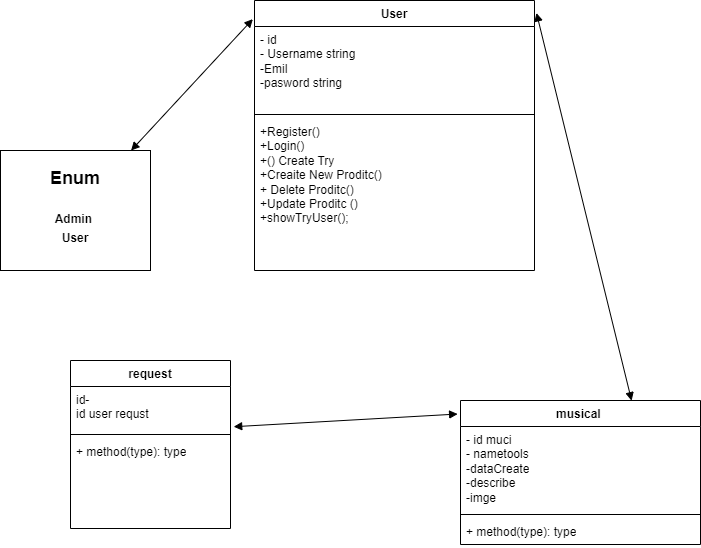 User
- id
- Username string
-Emil
-pasword string
+Register()
+Login()
+() Create Try
+Creaite New Proditc()
+ Delete Proditc()
+Update Proditc ()
+showTryUser();
Enum
Admin
User
request
id-
id user requst
+ method(type): type
musical
- id muci
- nametools
-dataCreate
-describe
-imge
+ method(type): type